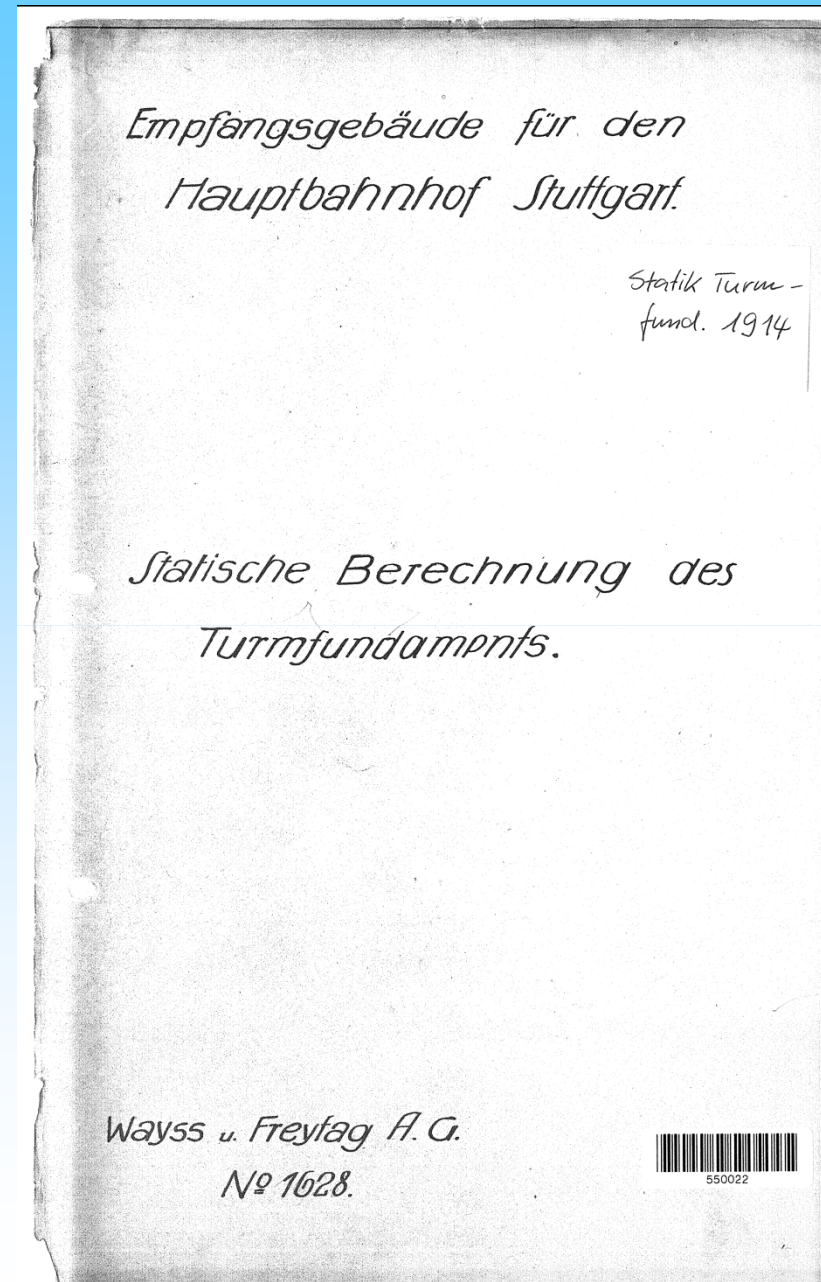 Empfangsgebäude für den
Hauptbahnhof Stuttgart.
Statik Turm-
fund. 1914
Statische Berechnung des
Turmfundaments.
Wayss u. Freytag A. G.
Nº 1628.
550022